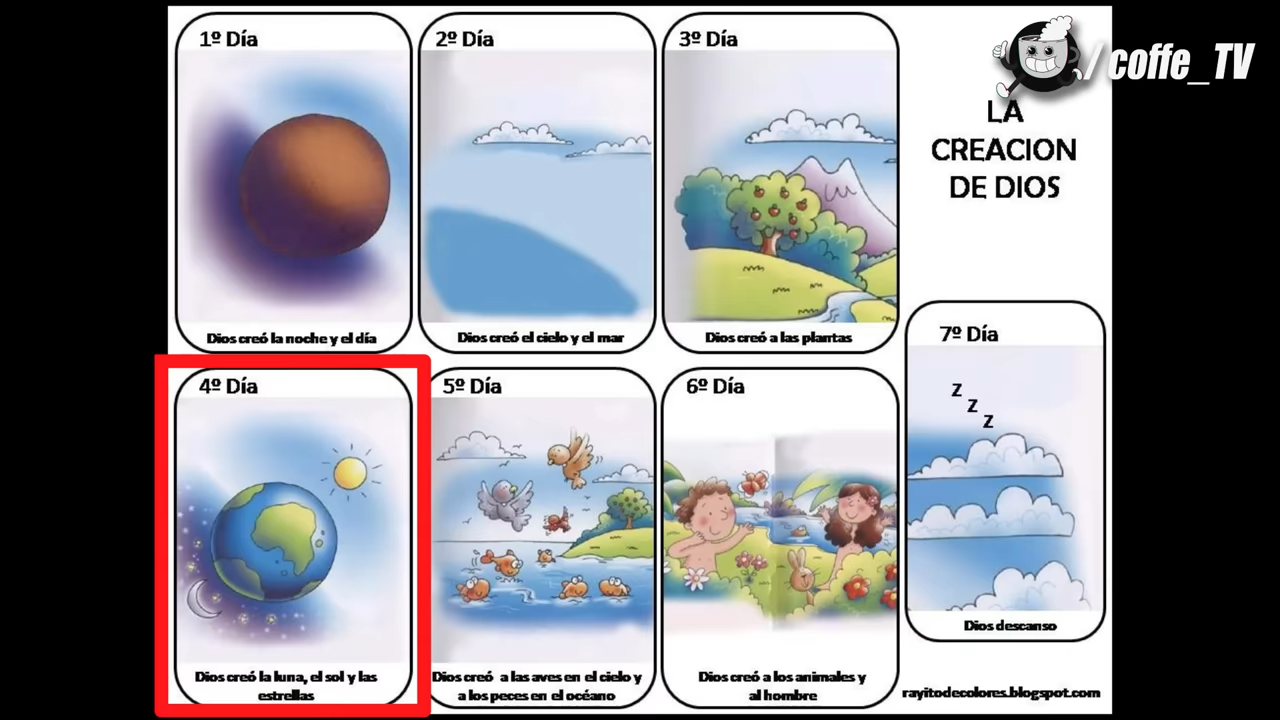 / coffe_TV
LA
CREACION
DE DIOS
1º Día
Dios creó la noche y el día
2º Día
Dios creó el cielo y el mar
3º Día
Dios creó a las plantas
4º Día
Dios creó la luna, el sol y las
estrellas
5º Día
Dios creó a las aves en el cielo y
a los peces en el océano
6º Día
Dios creó a los animales y
al hombre
7º Día
z
z
z
Dios descanso
rayitodecolores.blogspot.com